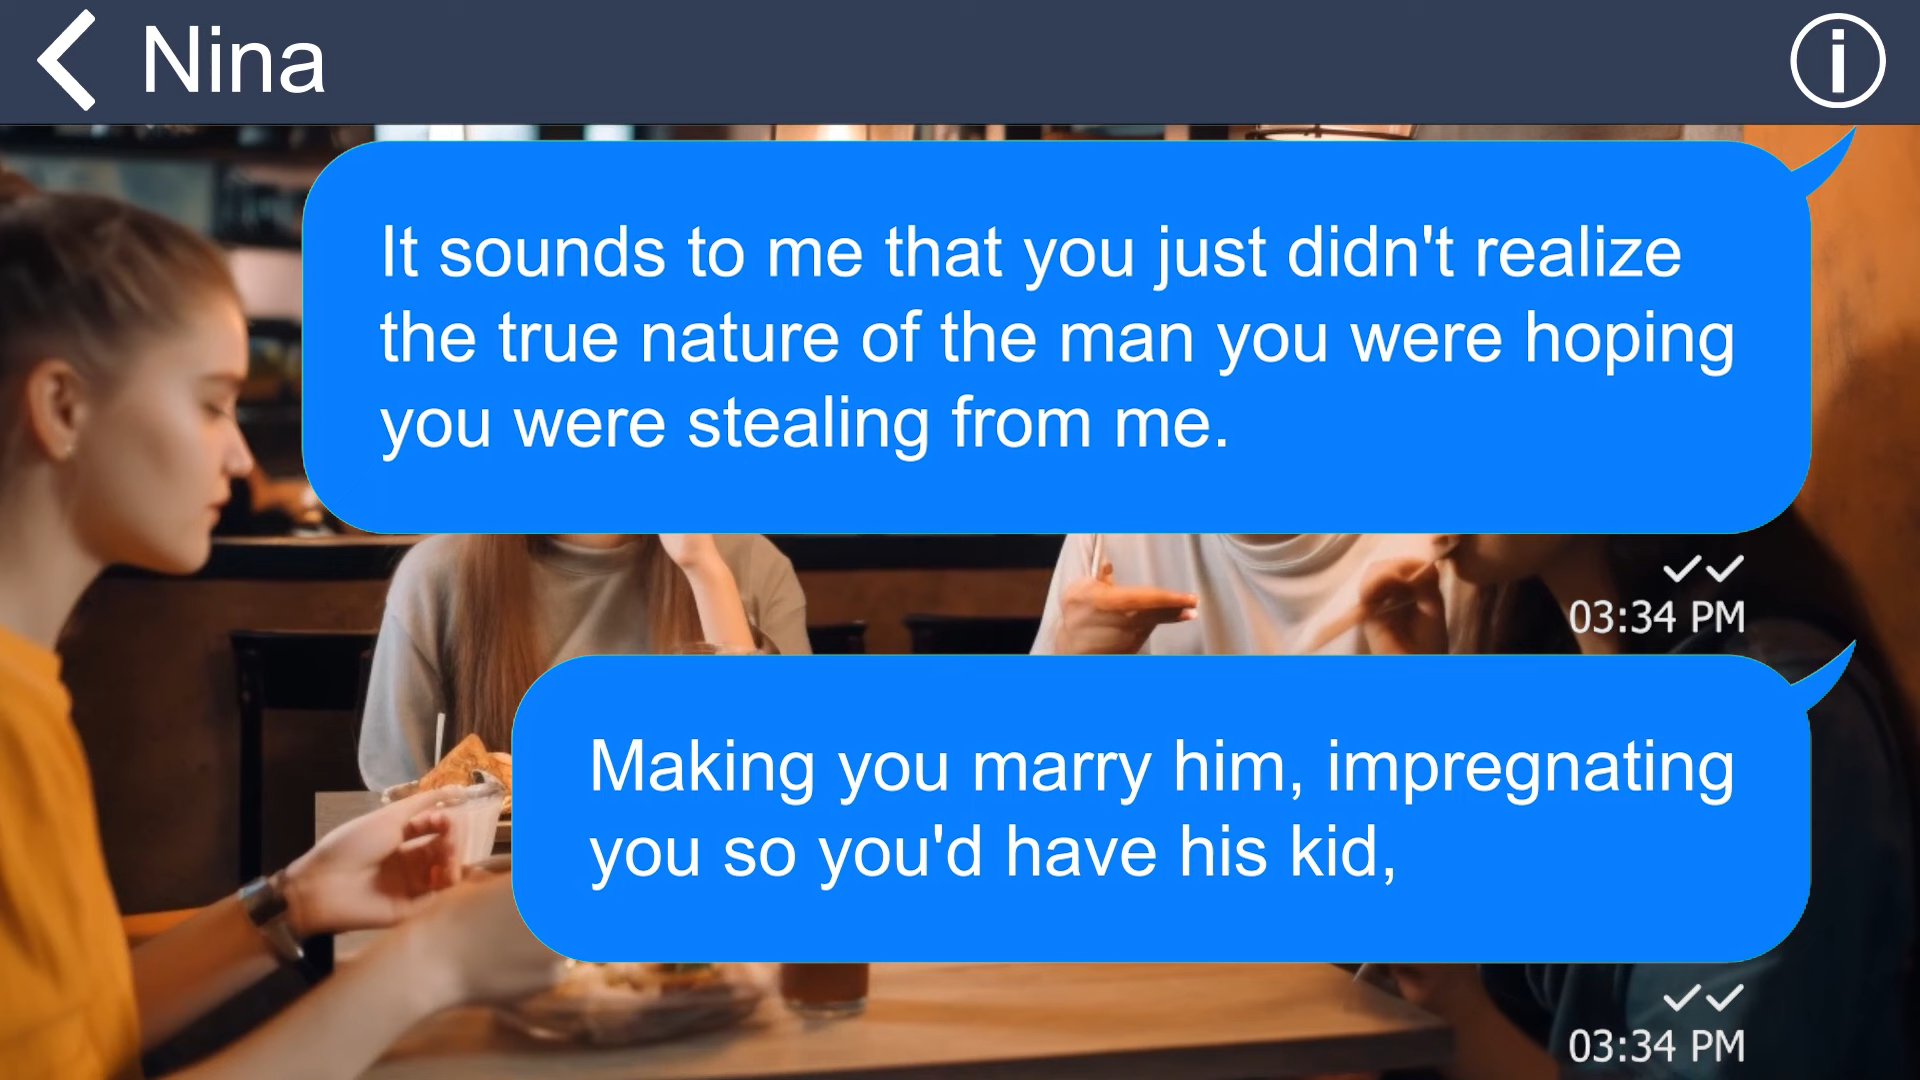 Nina
It sounds to me that you just didn't realize
the true nature of the man you were hoping
you were stealing from me.
03:34 PM
Making you marry him, impregnating
you so you'd have his kid,
03:34 PM